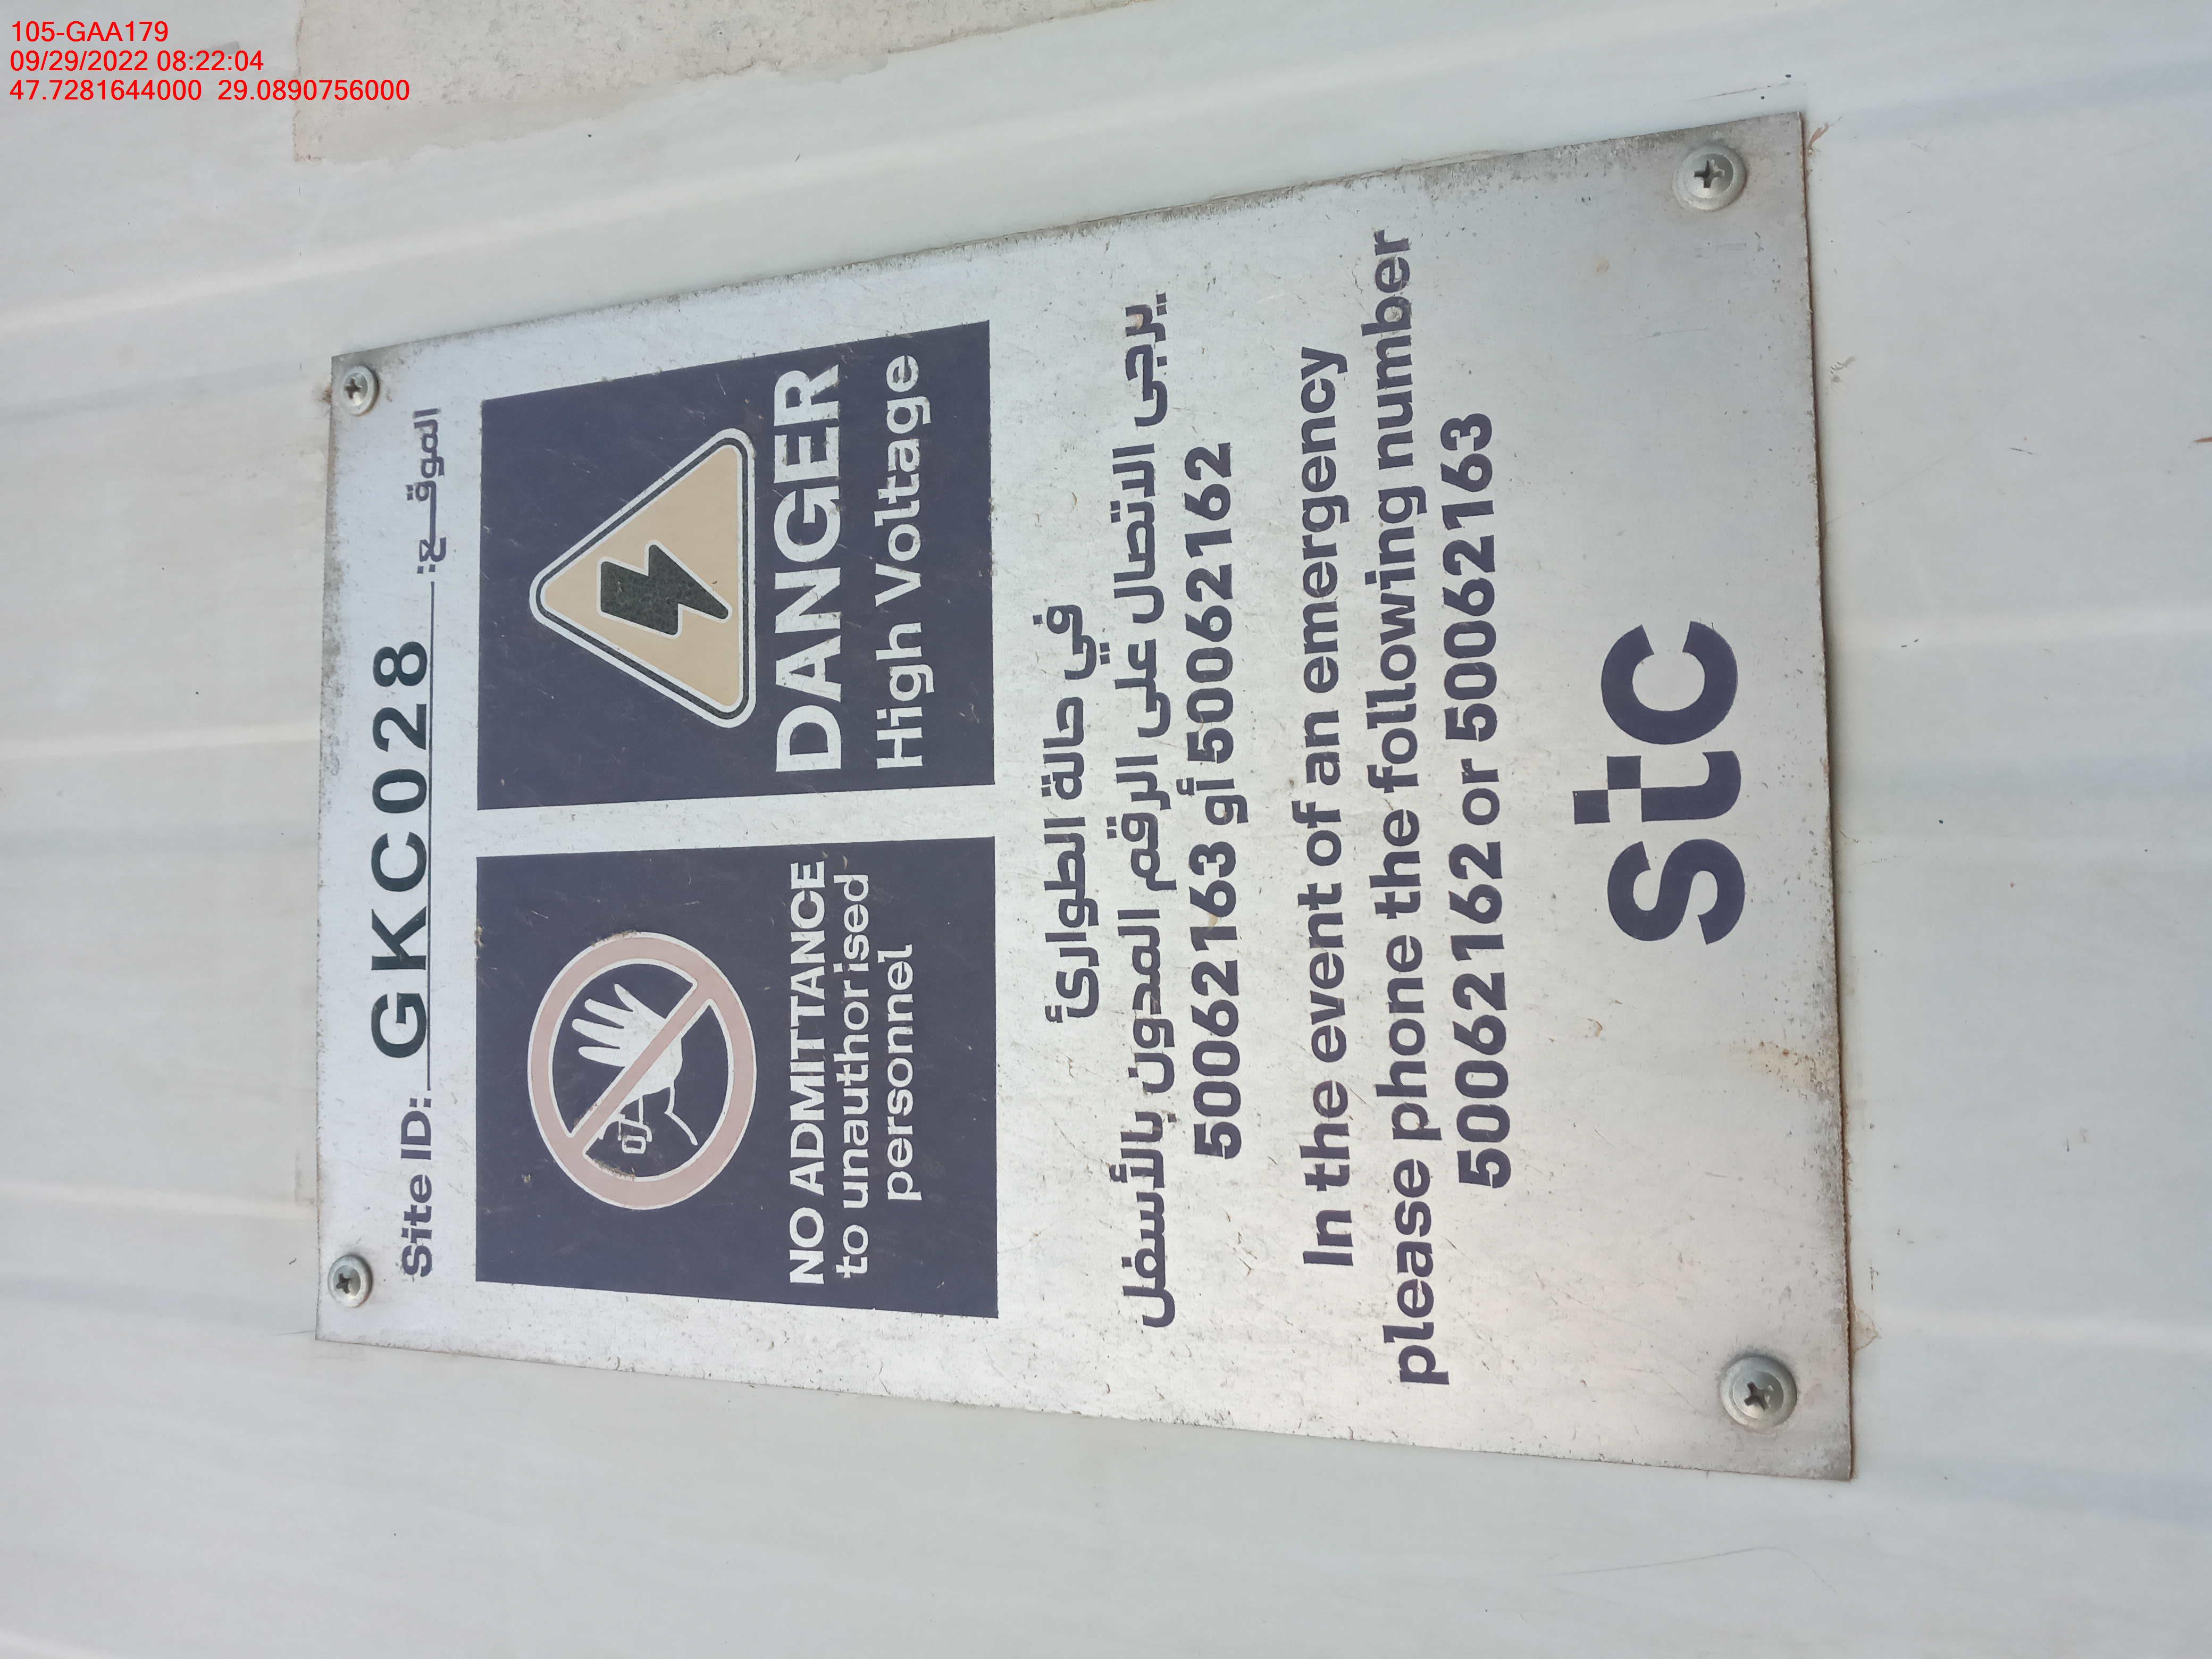 105-GAA179
09/29/2022 08:22:04
47.7281644000 29.0890756000
Site ID: GKC028 الموقــع:
NO ADMITTANCE
to unauthorised
personnel
DANGER
High Voltage
في حالة الطوارئ
يرجى الاتصال على الرقم المدون بالأسفل
50062163 أو 50062162
In the event of an emergency
please phone the following number
50062162 or 50062163
stc